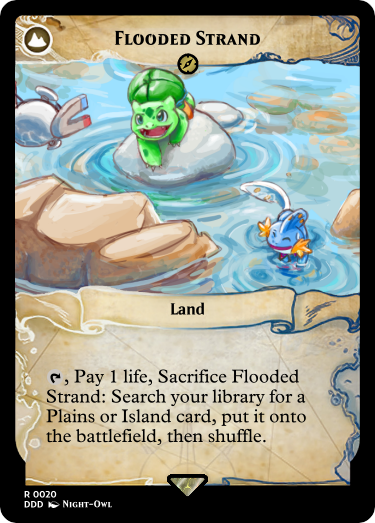 Flooded Strand
Land
, Pay 1 life, Sacrifice Flooded
Strand: Search your library for a
Plains or Island card, put it onto
the battlefield, then shuffle.
R 0020
DDD Night-Owl